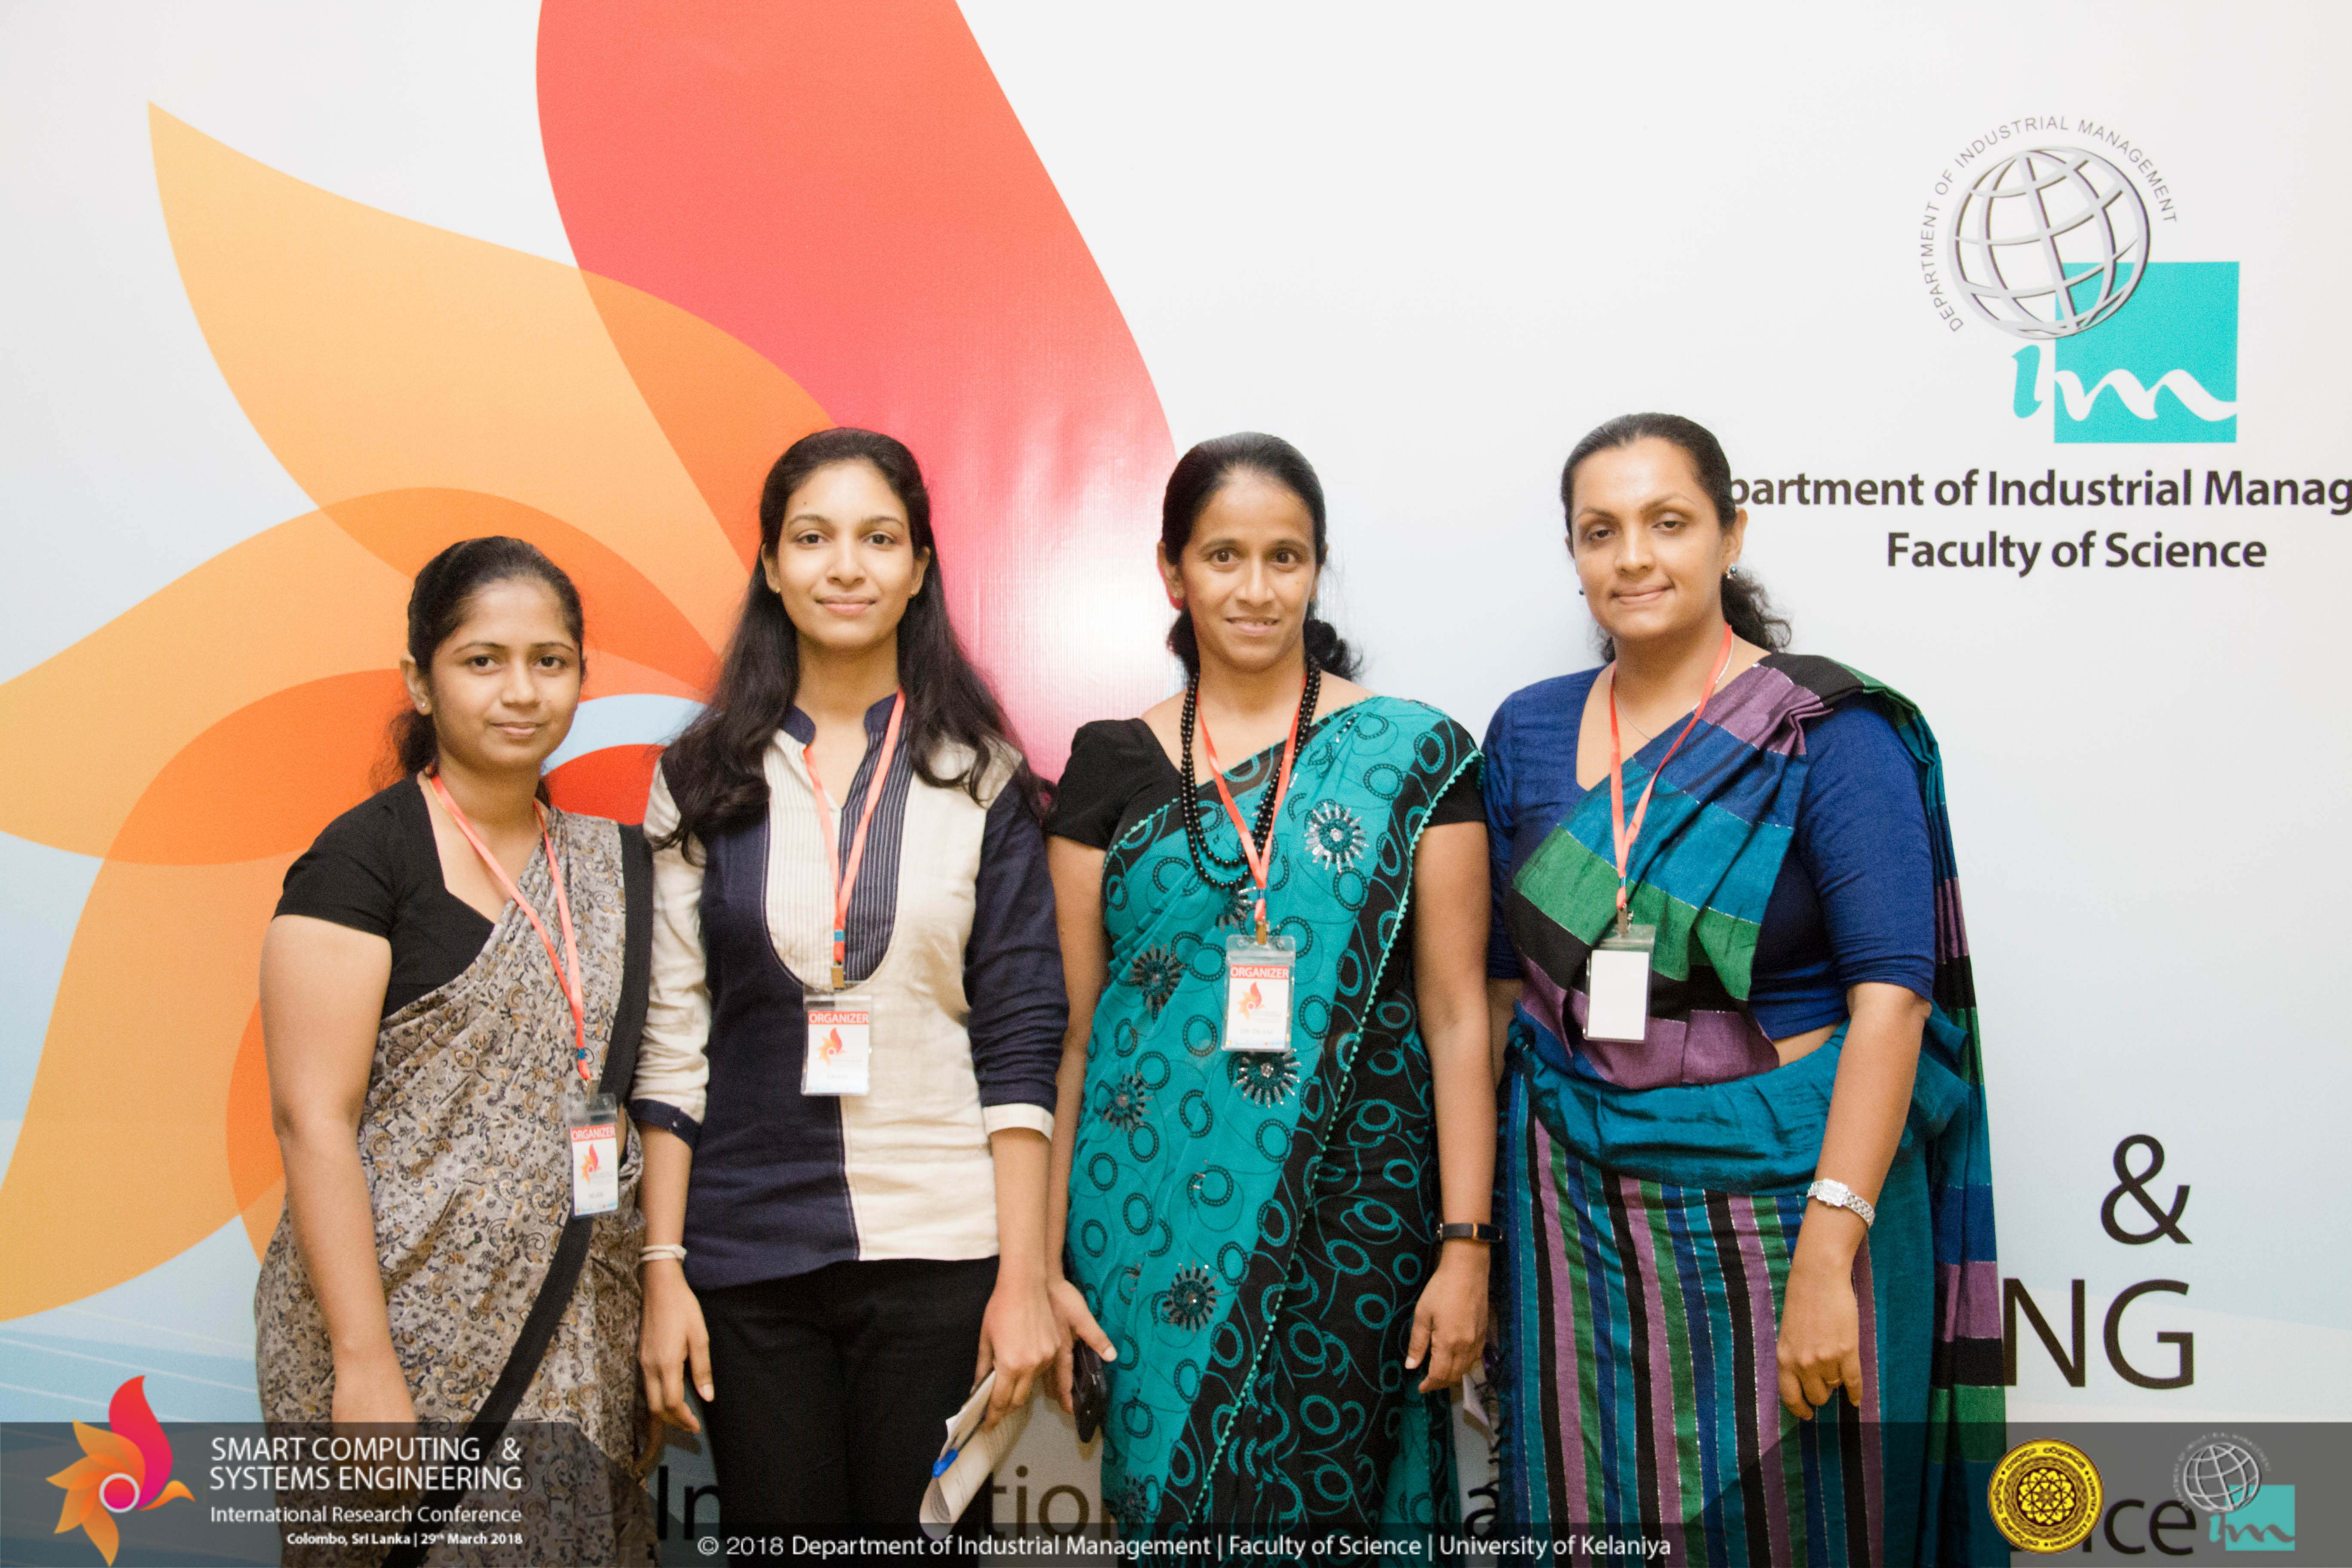 DEPARTMENT OF INDUSTRIAL MANAGEMENT
im
partment of Industrial Manag
Faculty of Science
ORGANIZER
ORGANIZER
ORGANIZER
&
NG
SMART COMPUTING &
SYSTEMS ENGINEERING
International Research Conference
Colombo, Sri Lanka | 29th March 2018
© 2018 Department of Industrial Management | Faculty of Science | University of Kelaniya
im